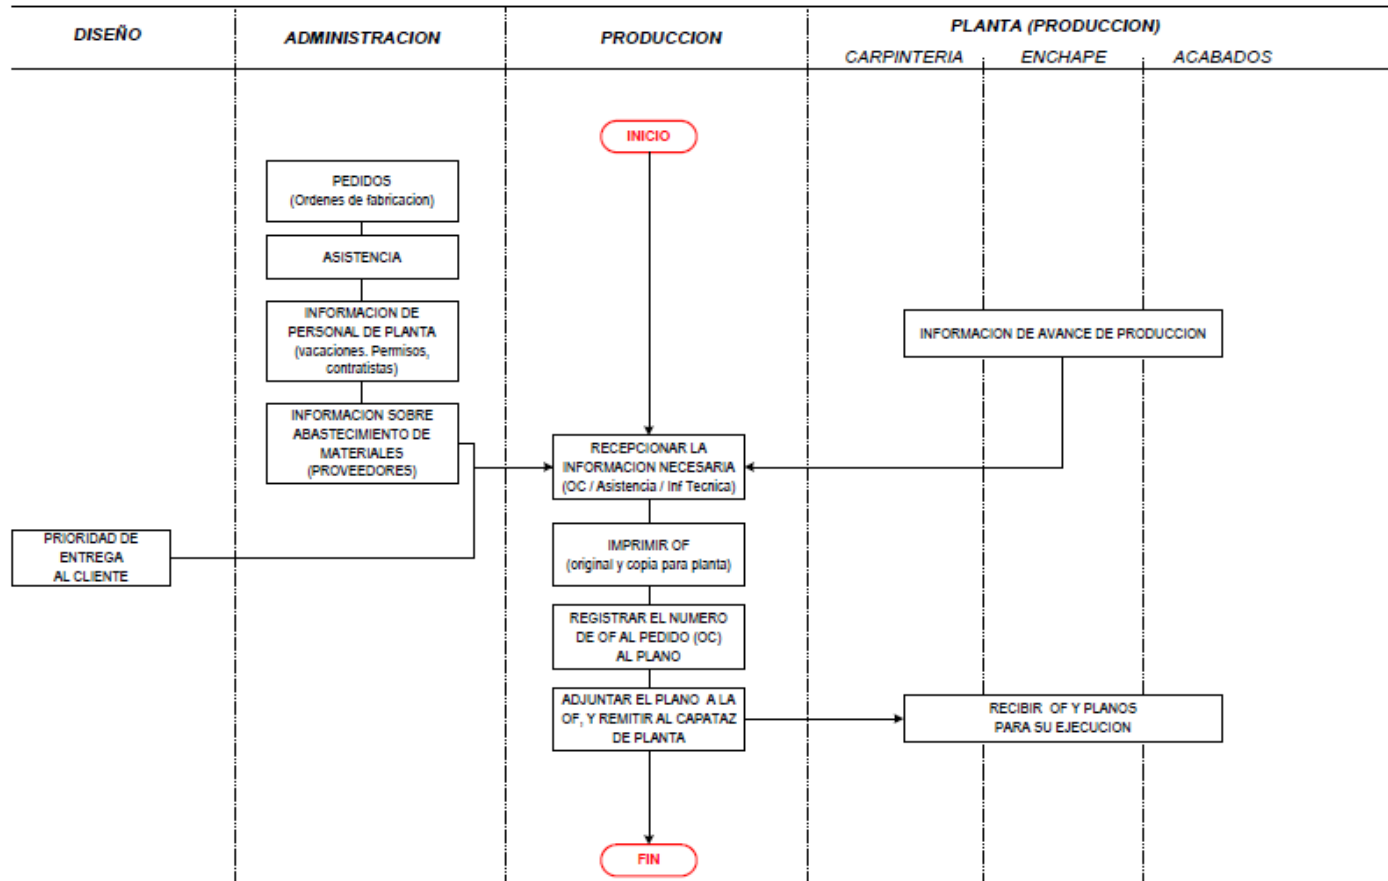 DISEÑO
ADMINISTRACION
PRODUCCION
PLANTA (PRODUCCION)
CARPINTERIA
ENCHAPE
ACABADOS
INICIO
PEDIDOS
(Ordenes de fabricacion)
ASISTENCIA
INFORMACION DE
PERSONAL DE PLANTA
(vacaciones. Permisos,
contratistas)
INFORMACION DE AVANCE DE PRODUCCION
INFORMACION SOBRE
ABASTECIMIENTO DE
MATERIALES
(PROVEEDORES)
RECEPCIONAR LA
INFORMACION NECESARIA
(OC / Asistencia / Inf Tecnica)
PRIORIDAD DE
ENTREGA
AL CLIENTE
IMPRIMIR OF
(original y copia para planta)
REGISTRAR EL NUMERO
DE OF AL PEDIDO (OC)
AL PLANO
ADJUNTAR EL PLANO A LA
OF, Y REMITIR AL CAPATAZ
DE PLANTA
RECIBIR OF Y PLANOS
PARA SU EJECUCION
FIN